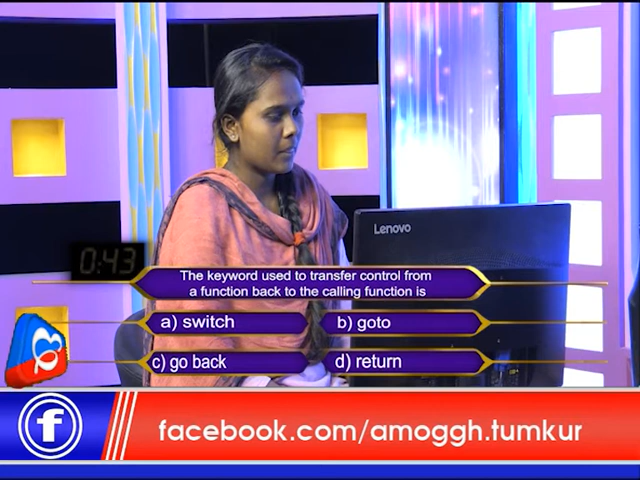 Lenovo
0:43
The keyword used to transfer control from
a function back to the calling function is
a) switch
b) goto
c) go back
d) return
f
facebook.com/amoggh.tumkur